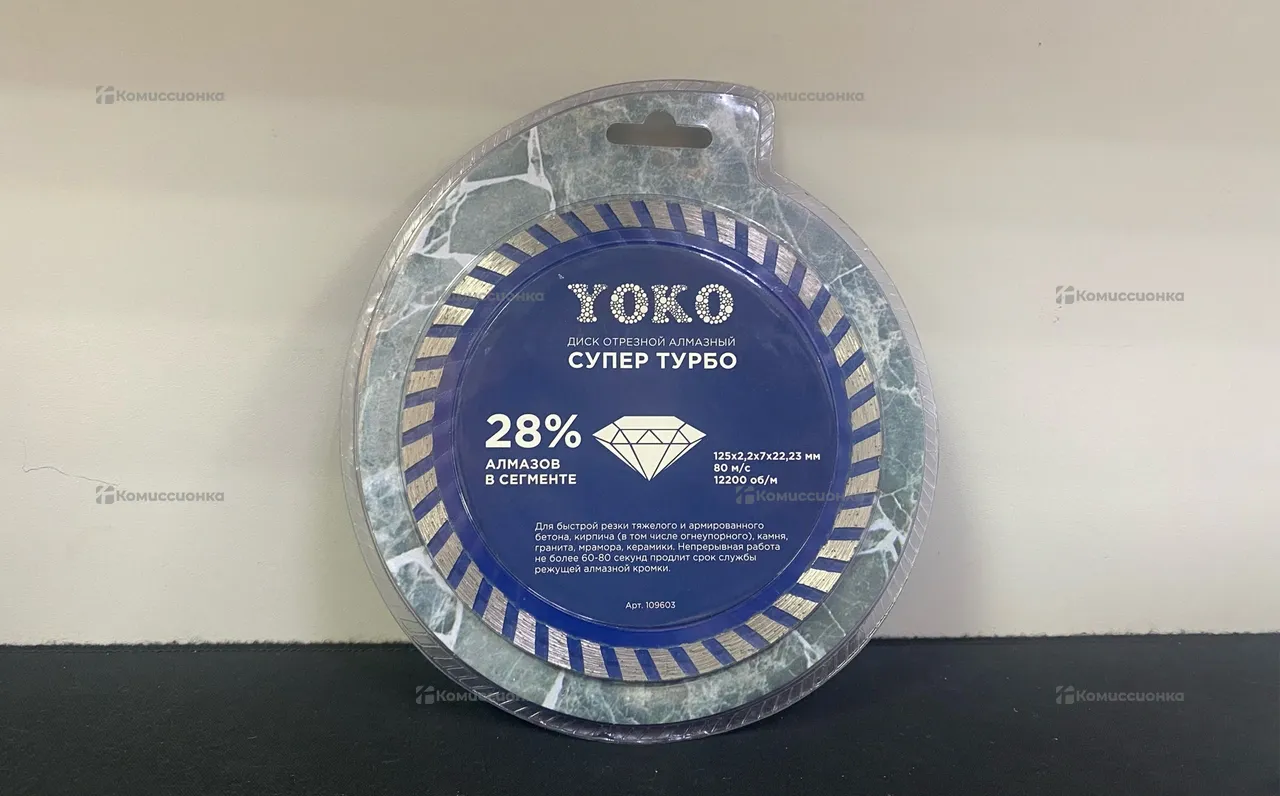 Комиссионка
Комиссионка
YOKO
Комиссионка
Комиссионка
ДИСК ОТРЕЗНОЙ АЛМАЗНЫЙ
СУПЕР ТУРБО
28%
АЛМАЗОВ
В СЕГМЕНТЕ
125x2,2x7x22,23 мм
80 м/с
12200 об/м
Комиссионка
Комиссионка
Для быстрой резки тяжелого и армированного
бетона, кирпича (в том числе огнеупорного), камня,
гранита, мрамора, керамики. Непрерывная работа
не более 60-80 секунд продлит срок службы
режущей алмазной кромки.
Арт. 109603
Комиссионка
Комиссионка